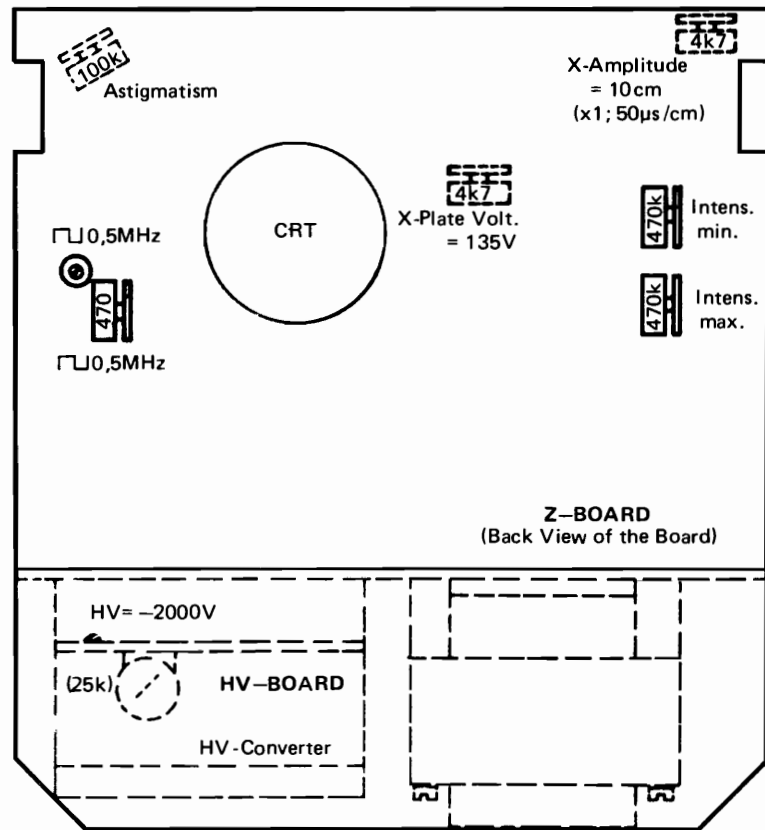 100k
Astigmatism
4k7
X-Amplitude
= 10cm
(x1; 50µs/cm)
CRT
4k7
X-Plate Volt.
= 135V
470k
Intens.
min.
470k
Intens.
max.
0,5MHz
470
0,5MHz
Z–BOARD
(Back View of the Board)
HV= –2000V
(25k)
HV–BOARD
HV-Converter